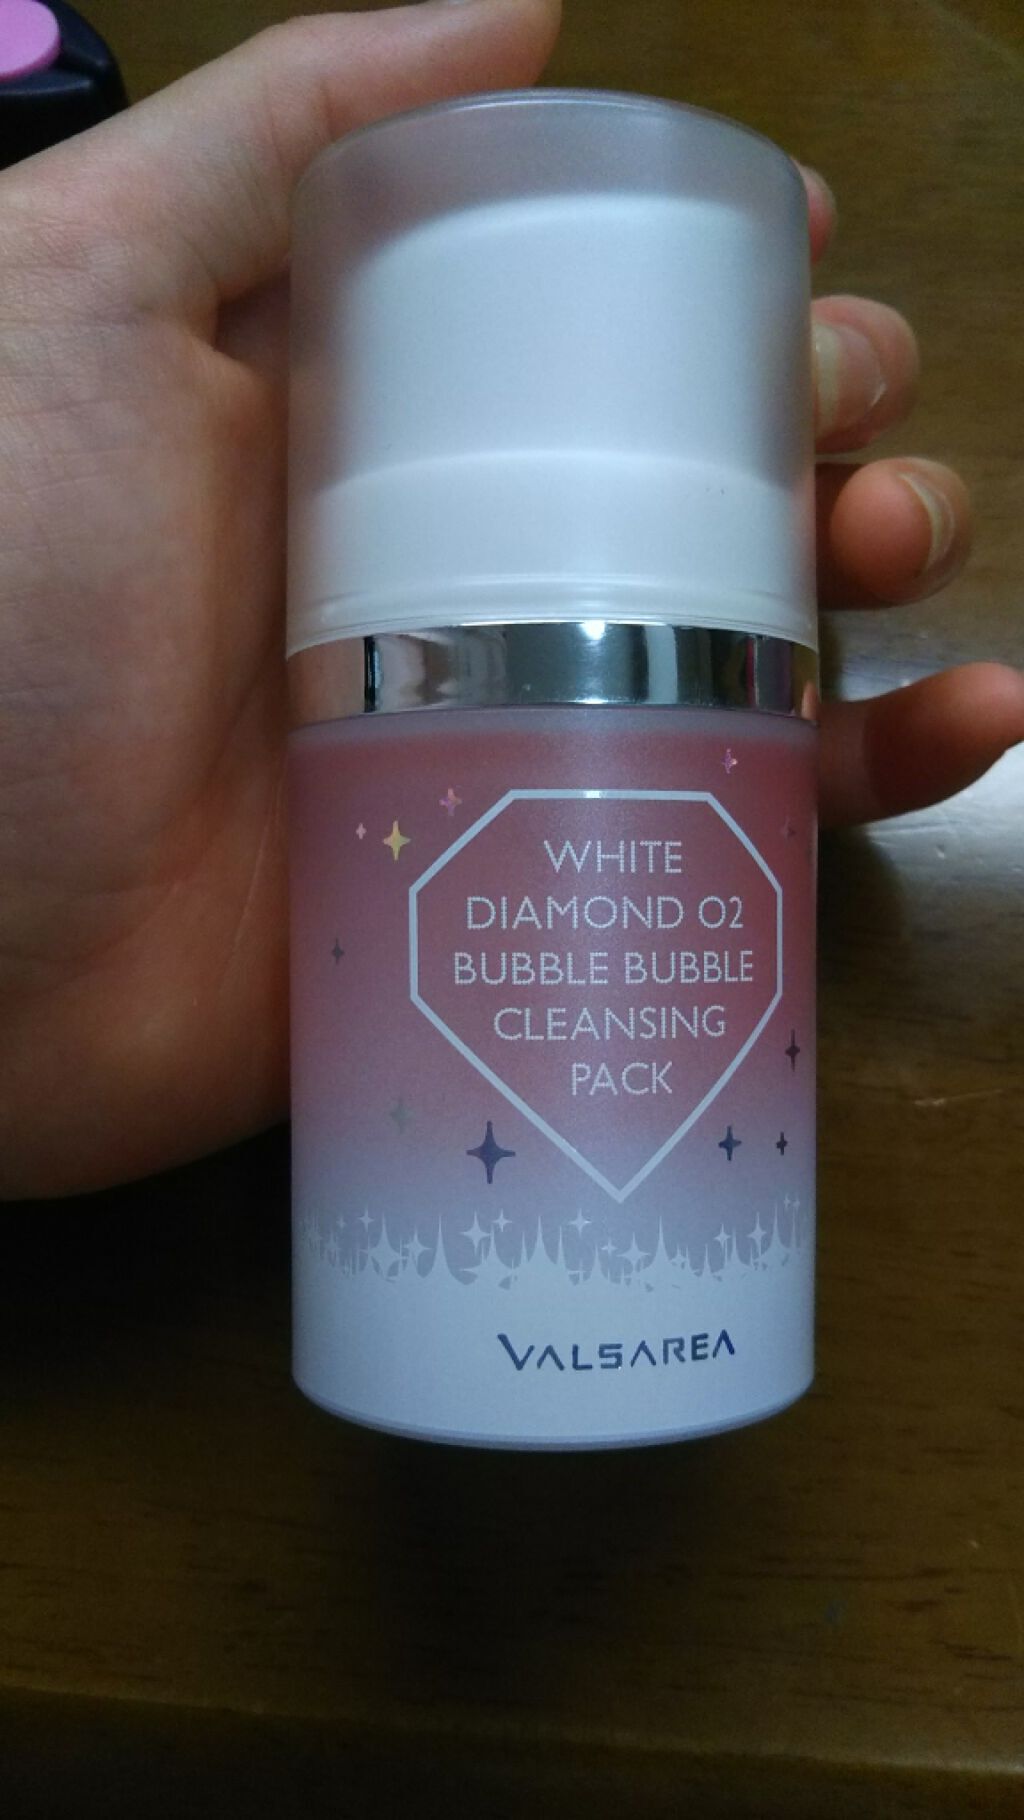 WHITE
DIAMOND O2
BUBBLE BUBBLE
CLEANSING
PACK
VALSAREA